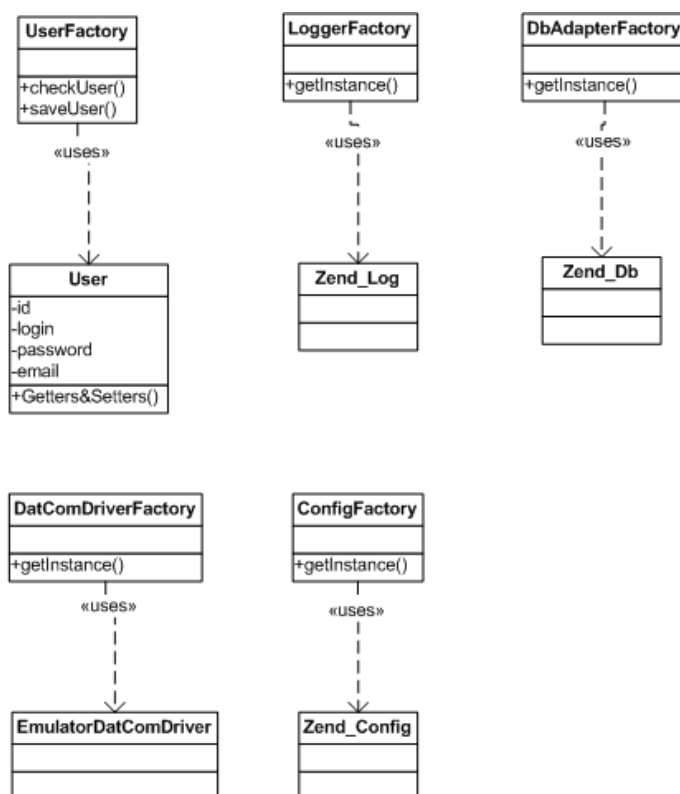 UserFactory
+checkUser()
+saveUser()
«uses»
User
-id
-login
-password
-email
+Getters&Setters()
LoggerFactory
+getInstance()
«uses»
Zend_Log
DbAdapterFactory
+getInstance()
«uses»
Zend_Db
DatComDriverFactory
+getInstance()
«uses»
EmulatorDatComDriver
ConfigFactory
+getInstance()
«uses»
Zend_Config